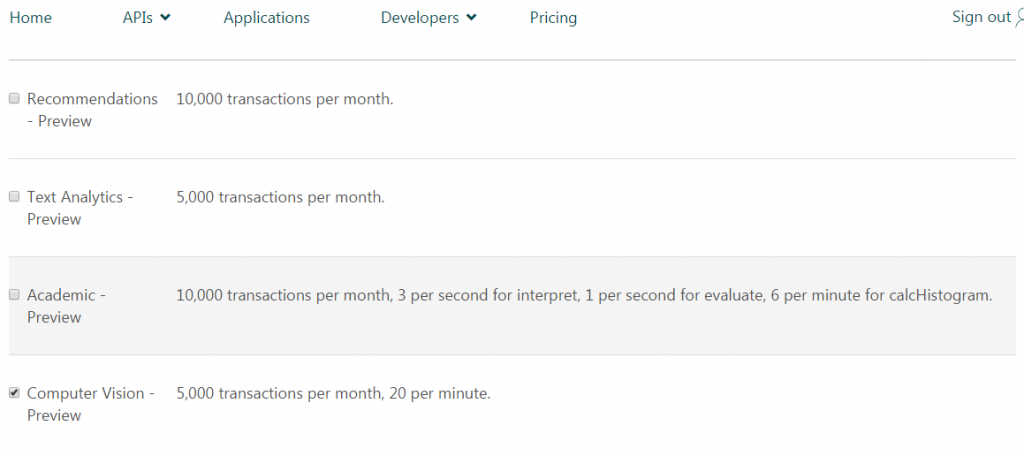 Home APIs Applications Developers Pricing Sign out
Recommendations 10,000 transactions per month.
- Preview
Text Analytics - 5,000 transactions per month.
Preview
Academic - 10,000 transactions per month, 3 per second for interpret, 1 per second for evaluate, 6 per minute for calcHistogram.
Preview
Computer Vision - 5,000 transactions per month, 20 per minute.
Preview